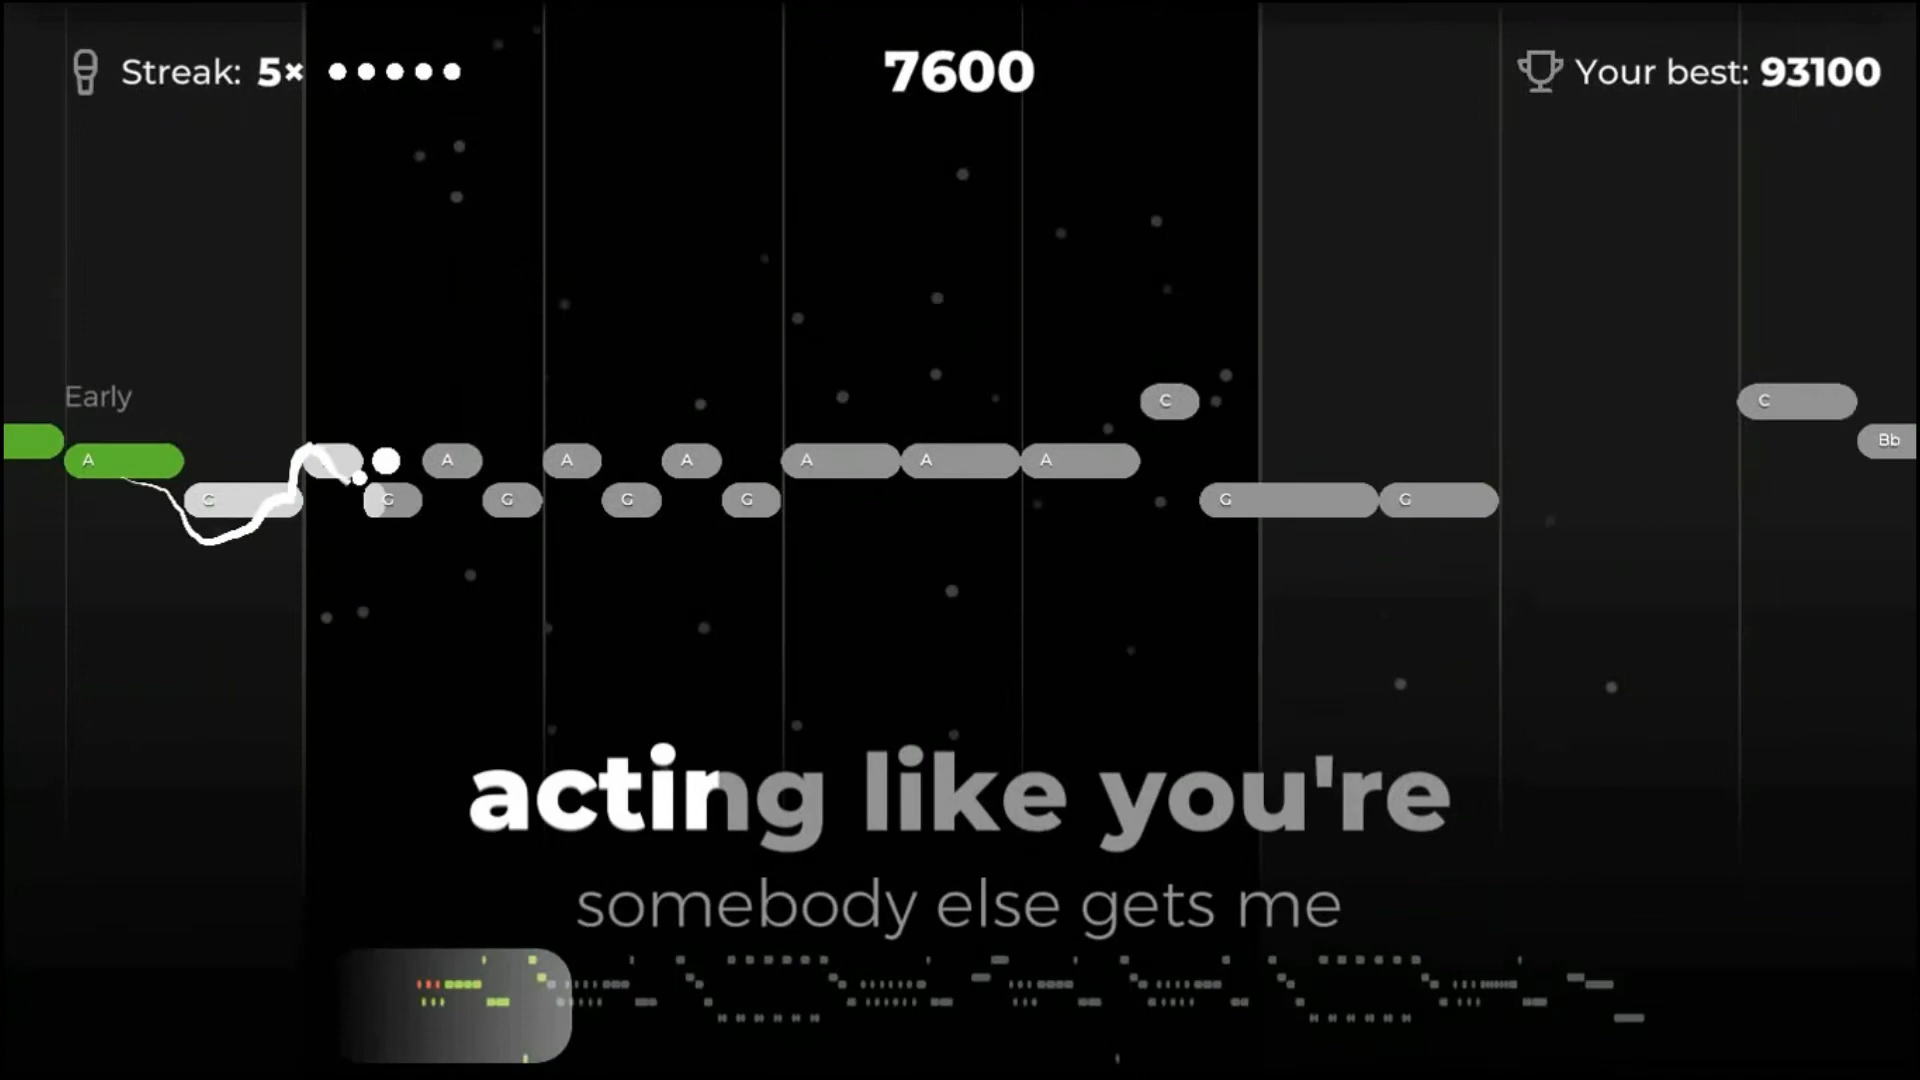 Streak: 5× 7600 Your best: 93100
Early
C C
A A A A A A A Bb
C G G G G G G
acting like you're
somebody else gets me